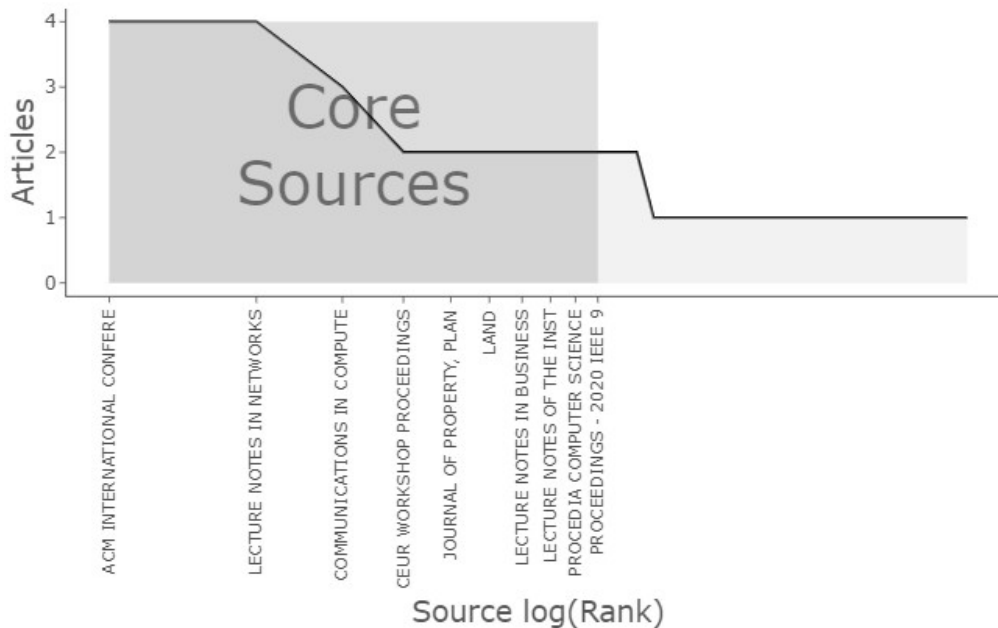 4
3
2
1
0
Articles
Core
Sources
ACM INTERNATIONAL CONFERE
LECTURE NOTES IN NETWORKS
COMMUNICATIONS IN COMPUTE
CEUR WORKSHOP PROCEEDINGS
JOURNAL OF PROPERTY, PLAN
LAND
LECTURE NOTES IN BUSINESS
LECTURE NOTES OF THE INST
PROCEDIA COMPUTER SCIENCE
PROCEEDINGS - 2020 IEEE 9
Source log(Rank)